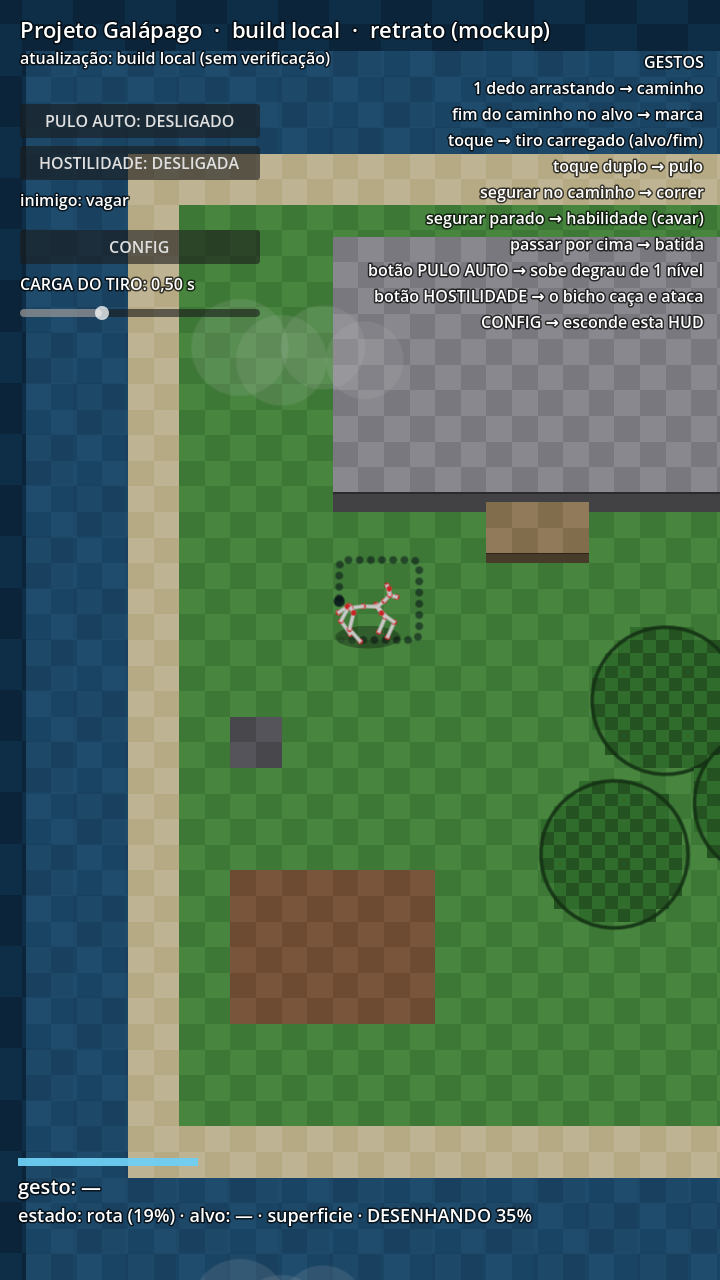 Projeto Galápago · build local · retrato (mockup)
atualização: build local (sem verificação)
PULO AUTO: DESLIGADO
HOSTILIDADE: DESLIGADA
inimigo: vagar
CONFIG
CARGA DO TIRO: 0,50 s
GESTOS
1 dedo arrastando → caminho
fim do caminho no alvo → marca
toque → tiro carregado (alvo/fim)
toque duplo → pulo
segurar no caminho → correr
segurar parado → habilidade (cavar)
passar por cima → batida
botão PULO AUTO → sobe degrau de 1 nível
botão HOSTILIDADE → o bicho caça e ataca
CONFIG → esconde esta HUD
gesto: —
estado: rota (19%) · alvo: — · superficie · DESENHANDO 35%